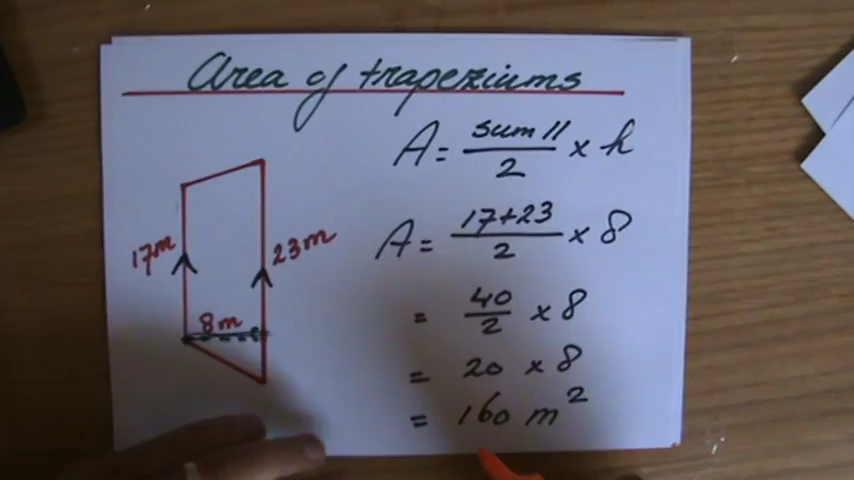 Area of trapeziums
A = sum || / 2 × h
17m
23m
8m
A = 17+23 / 2 × 8
= 40 / 2 × 8
= 20 × 8
= 160 m²